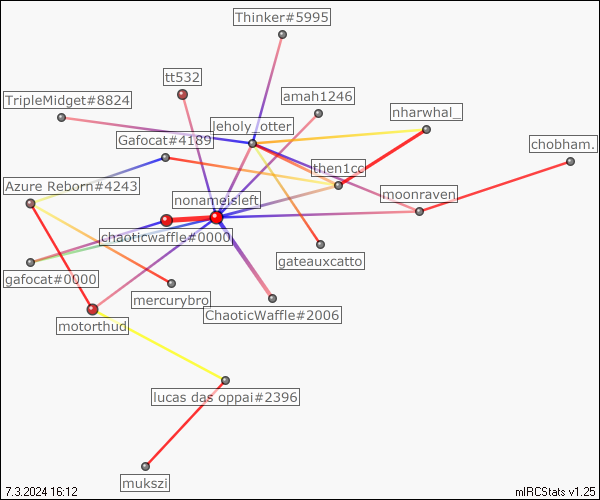 Thinker#5995
tt532
amah1246
TripleMidget#8824
nharwhal_
leholy_otter
Gafocat#4189
chobham.
then1cc
Azure Reborn#4243
moonraven
nonameisleft
chaoticwaffle#0000
gateauxcatto
gafocat#0000
mercurybro
ChaoticWaffle#2006
motorthud
lucas das oppai#2396
mukszi
7.3.2024 16:12
mIRCStats v1.25